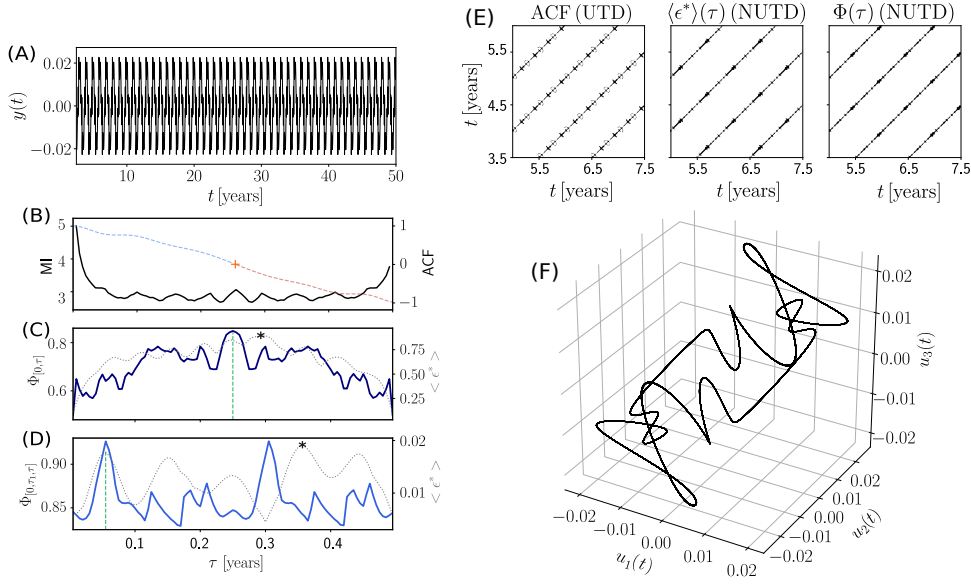 (A)
y(t)
0.02
0.00
−0.02
10
20
30
40
50
t [years]
(B)
MI
5
4
3
ACF
1
0
−1
(C)
Φ[0,τ]
0.8
0.6
*
0.75
0.50
0.25
< ϵ* >
(D)
Φ[0,τ1,τ]
0.90
0.85
*
0.02
0.01
< ϵ* >
0.1
0.2
0.3
0.4
τ [years]
(E)
ACF (UTD)
⟨ϵ*⟩(τ) (NUTD)
Φ(τ) (NUTD)
t [years]
5.5
4.5
3.5
5.5
6.5
7.5
5.5
6.5
7.5
5.5
6.5
7.5
t [years]
t [years]
t [years]
(F)
0.02
0.01
0.00
−0.01
−0.02
u3(t)
−0.02
−0.01
0.00
0.01
0.02
u1(t)
0.02
0.01
0.00
−0.01
−0.02
u2(t)